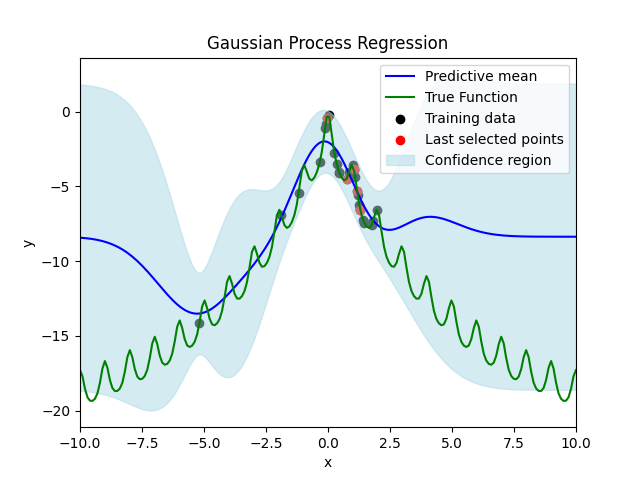 Gaussian Process Regression
Predictive mean
True Function
Training data
Last selected points
Confidence region
y
0
−5
−10
−15
−20
−10.0 −7.5 −5.0 −2.5 0.0 2.5 5.0 7.5 10.0
x